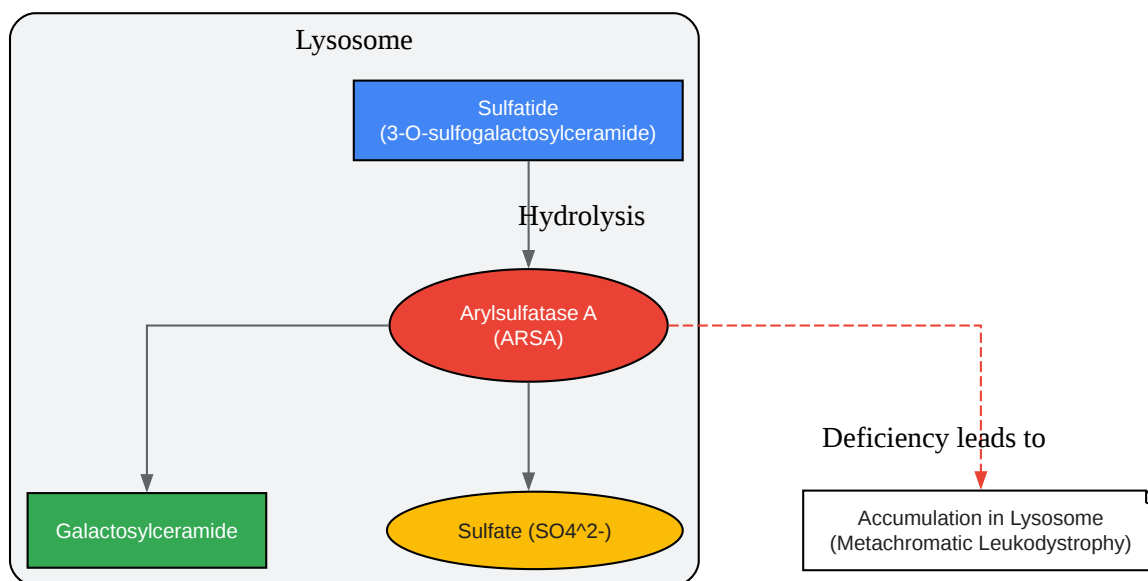 Lysosome
Sulfatide
(3-O-sulfogalactosylceramide)
Hydrolysis
Arylsulfatase A
(ARSA)
Deficiency leads to
Galactosylceramide
Sulfate (SO4^2-)
Accumulation in Lysosome
(Metachromatic Leukodystrophy)